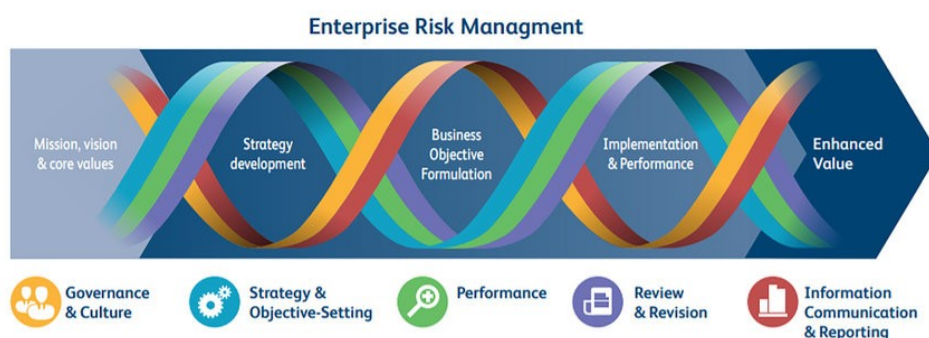 Enterprise Risk Managment
Mission, vision
& core values
Strategy
development
Business
Objective
Formulation
Implementation
& Performance
Enhanced
Value
Governance
& Culture
Strategy &
Objective-Setting
Performance
Review
& Revision
Information
Communication
& Reporting